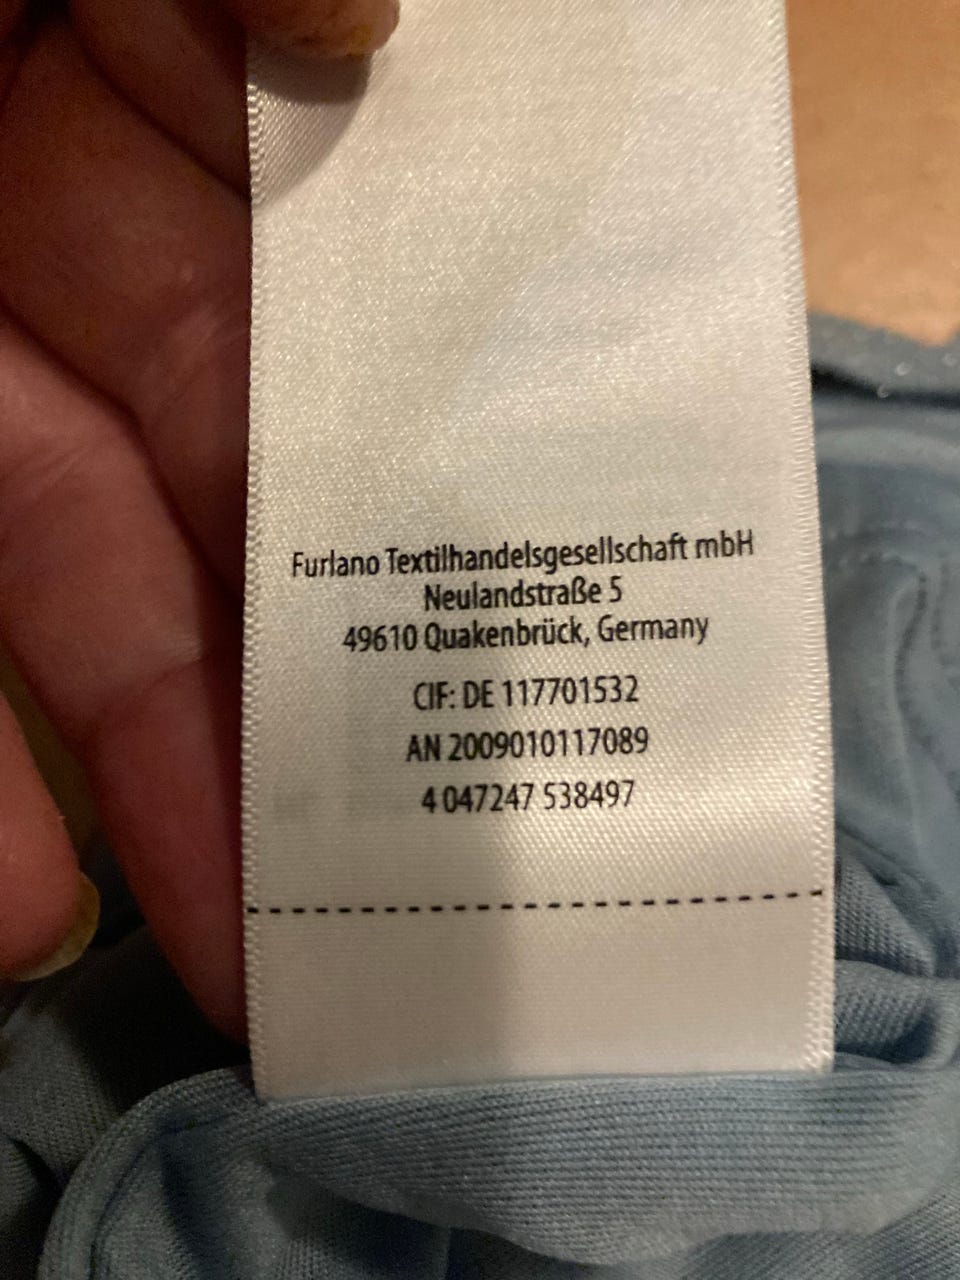 Furlano Textilhandelsgesellschaft mbH
Neulandstraße 5
49610 Quakenbrück, Germany
CIF: DE 117701532
AN 2009010117089
4 047247 538497